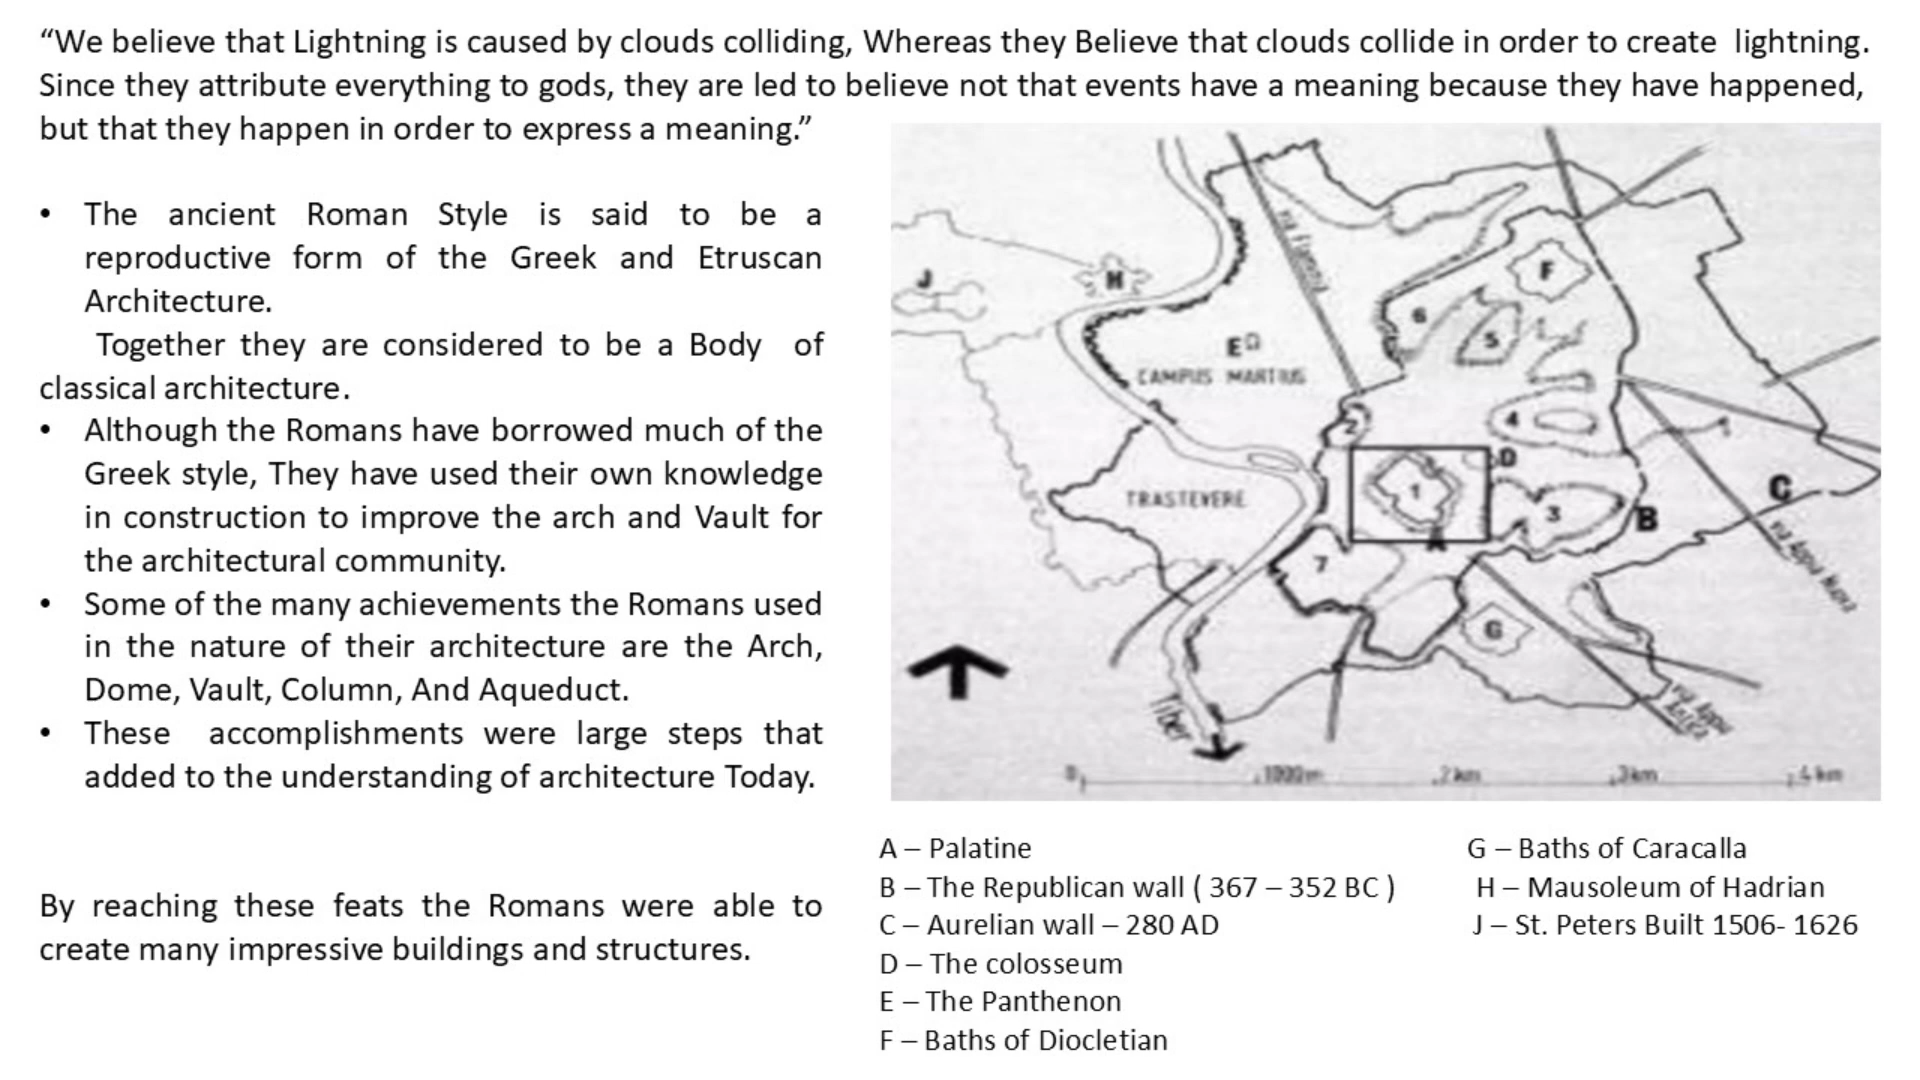 “We believe that Lightning is caused by clouds colliding, Whereas they Believe that clouds collide in order to create lightning.
Since they attribute everything to gods, they are led to believe not that events have a meaning because they have happened,
but that they happen in order to express a meaning.”
• The ancient Roman Style is said to be a
reproductive form of the Greek and Etruscan
Architecture.
Together they are considered to be a Body of
classical architecture.
• Although the Romans have borrowed much of the
Greek style, They have used their own knowledge
in construction to improve the arch and Vault for
the architectural community.
• Some of the many achievements the Romans used
in the nature of their architecture are the Arch,
Dome, Vault, Column, And Aqueduct.
• These accomplishments were large steps that
added to the understanding of architecture Today.
By reaching these feats the Romans were able to
create many impressive buildings and structures.
J
H
F
6
5
E
CAMPUS MARTIUS
2
4
D
1
C
TRASTEVERE
3
B
A
7
G
Tiber
0
1000m
2km
3km
4km
A – Palatine
B – The Republican wall ( 367 – 352 BC )
C – Aurelian wall – 280 AD
D – The colosseum
E – The Panthenon
F – Baths of Diocletian
G – Baths of Caracalla
H – Mausoleum of Hadrian
J – St. Peters Built 1506- 1626